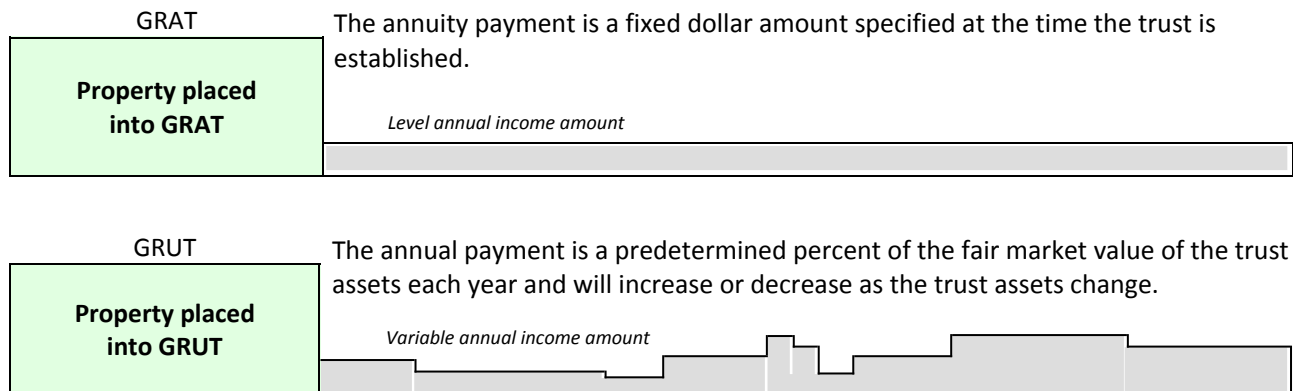 GRAT
The annuity payment is a fixed dollar amount specified at the time the trust is
established.
Property placed
into GRAT
Level annual income amount
GRUT
The annual payment is a predetermined percent of the fair market value of the trust
assets each year and will increase or decrease as the trust assets change.
Property placed
into GRUT
Variable annual income amount